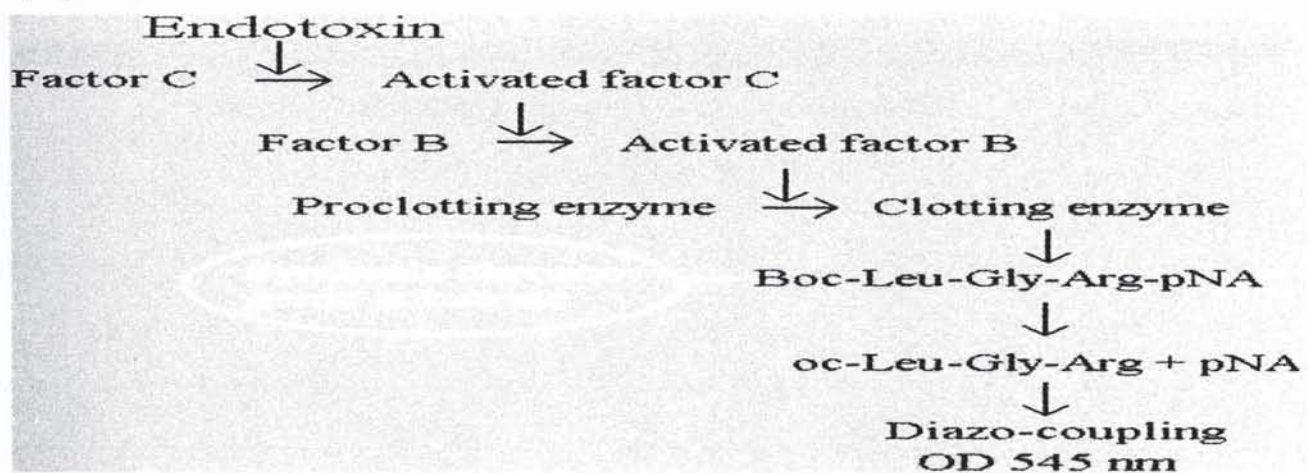 Endotoxin
Factor C Activated factor C
Factor B Activated factor B
Proclotting enzyme Clotting enzyme
Boc-Leu-Gly-Arg-pNA
oc-Leu-Gly-Arg + pNA
Diazo-coupling
OD 545 nm